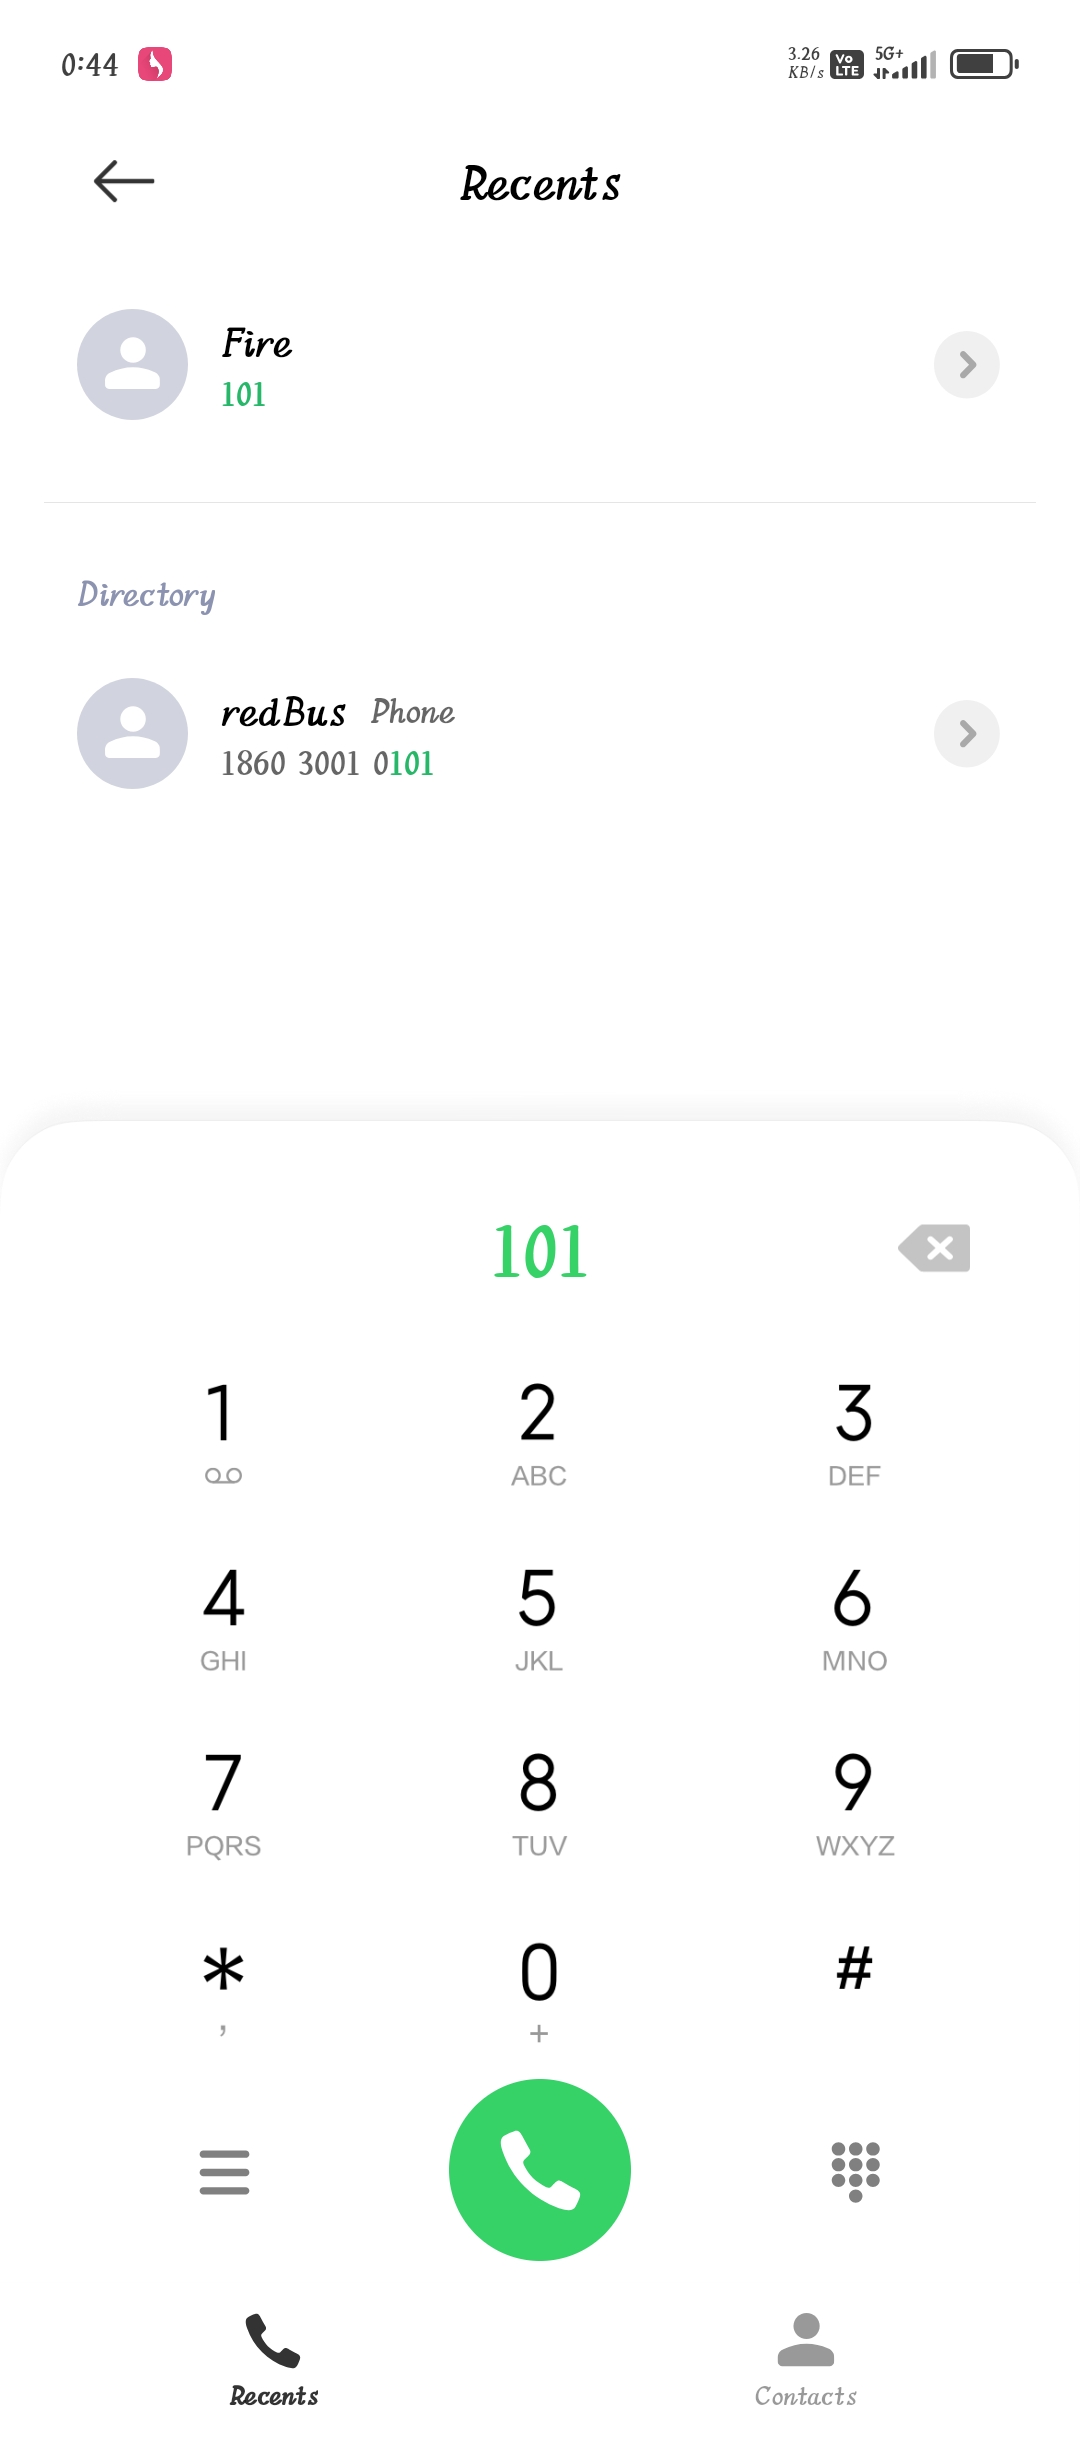 0:44 3.26 KB/s Vo LTE 5G+
Recents
Fire
101
Directory
redBus Phone
1860 3001 0101
101
1 2 3
ABC DEF
4 5 6
GHI JKL MNO
7 8 9
PQRS TUV WXYZ
* 0 #
, +
Recents Contacts